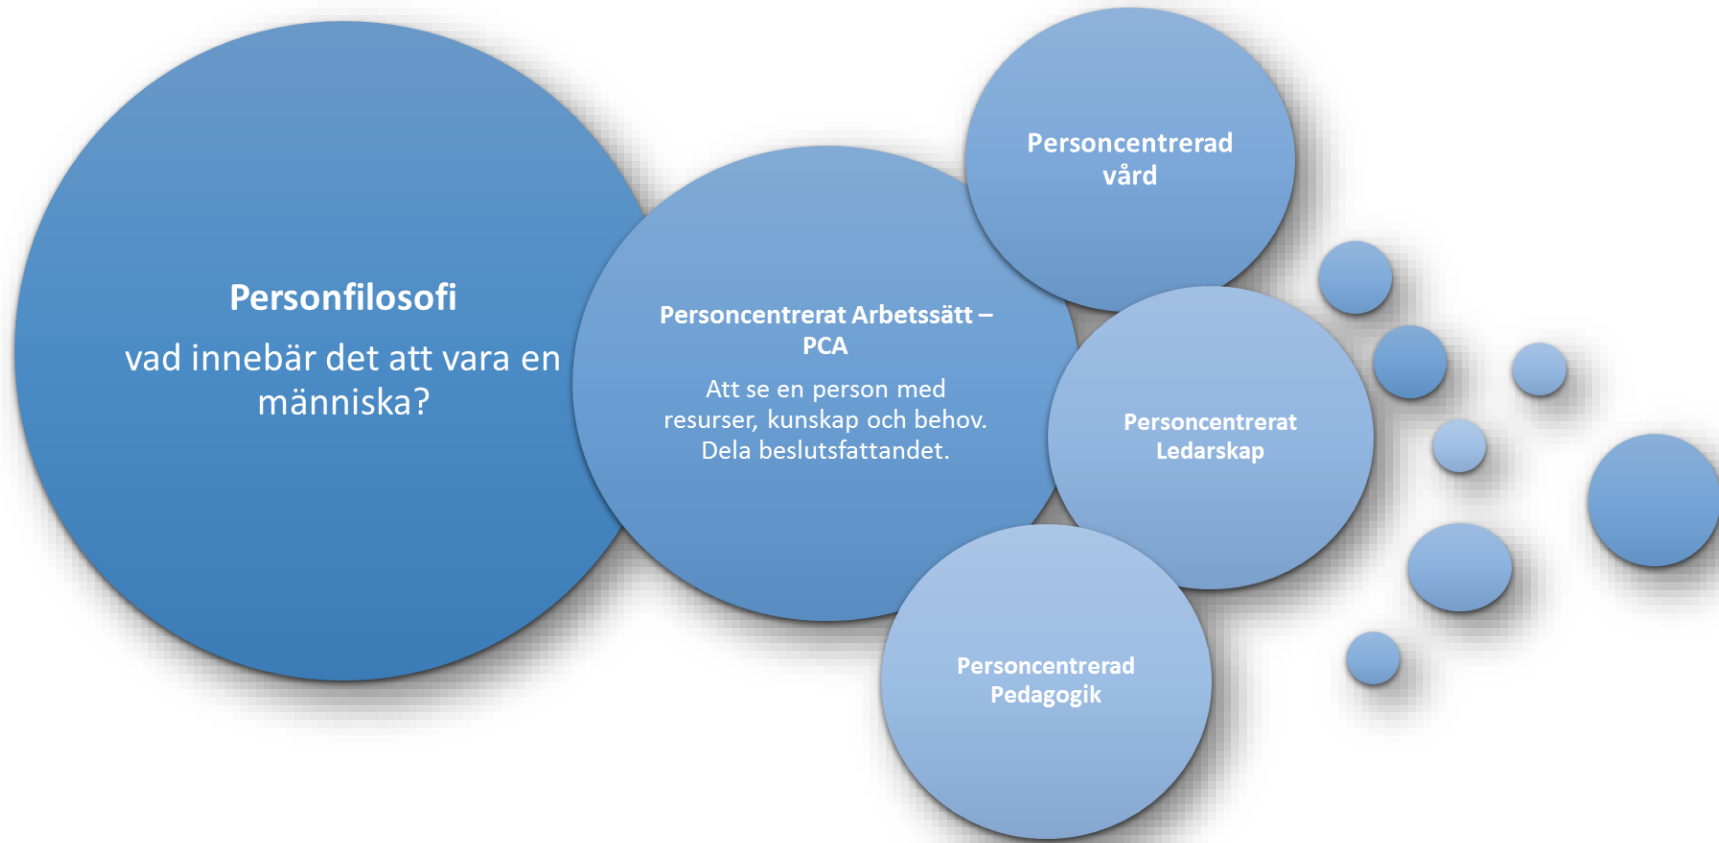 Personfilosofi
vad innebär det att vara en
människa?
Personcentrerat Arbetssätt –
PCA
Att se en person med
resurser, kunskap och behov.
Dela beslutsfattandet.
Personcentrerad
vård
Personcentrerat
Ledarskap
Personcentrerad
Pedagogik